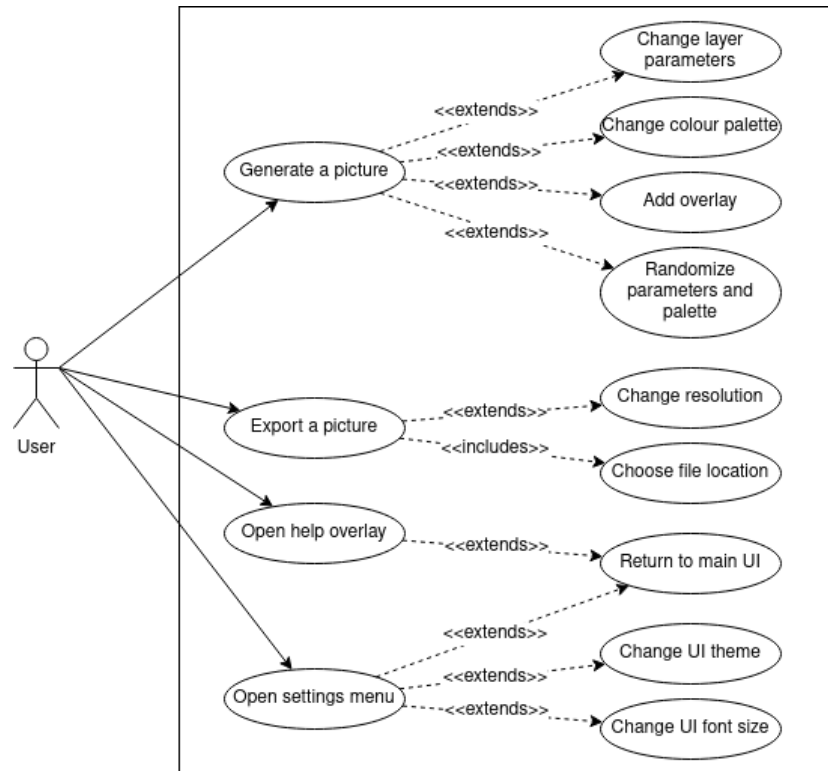 Change layer
parameters
<<extends>>
Change colour palette
<<extends>>
Generate a picture
<<extends>>
Add overlay
<<extends>>
Randomize
parameters and
palette
User
Export a picture
<<extends>>
Change resolution
<<includes>>
Choose file location
Open help overlay
<<extends>>
Return to main UI
<<extends>>
Change UI theme
Open settings menu
<<extends>>
<<extends>>
Change UI font size